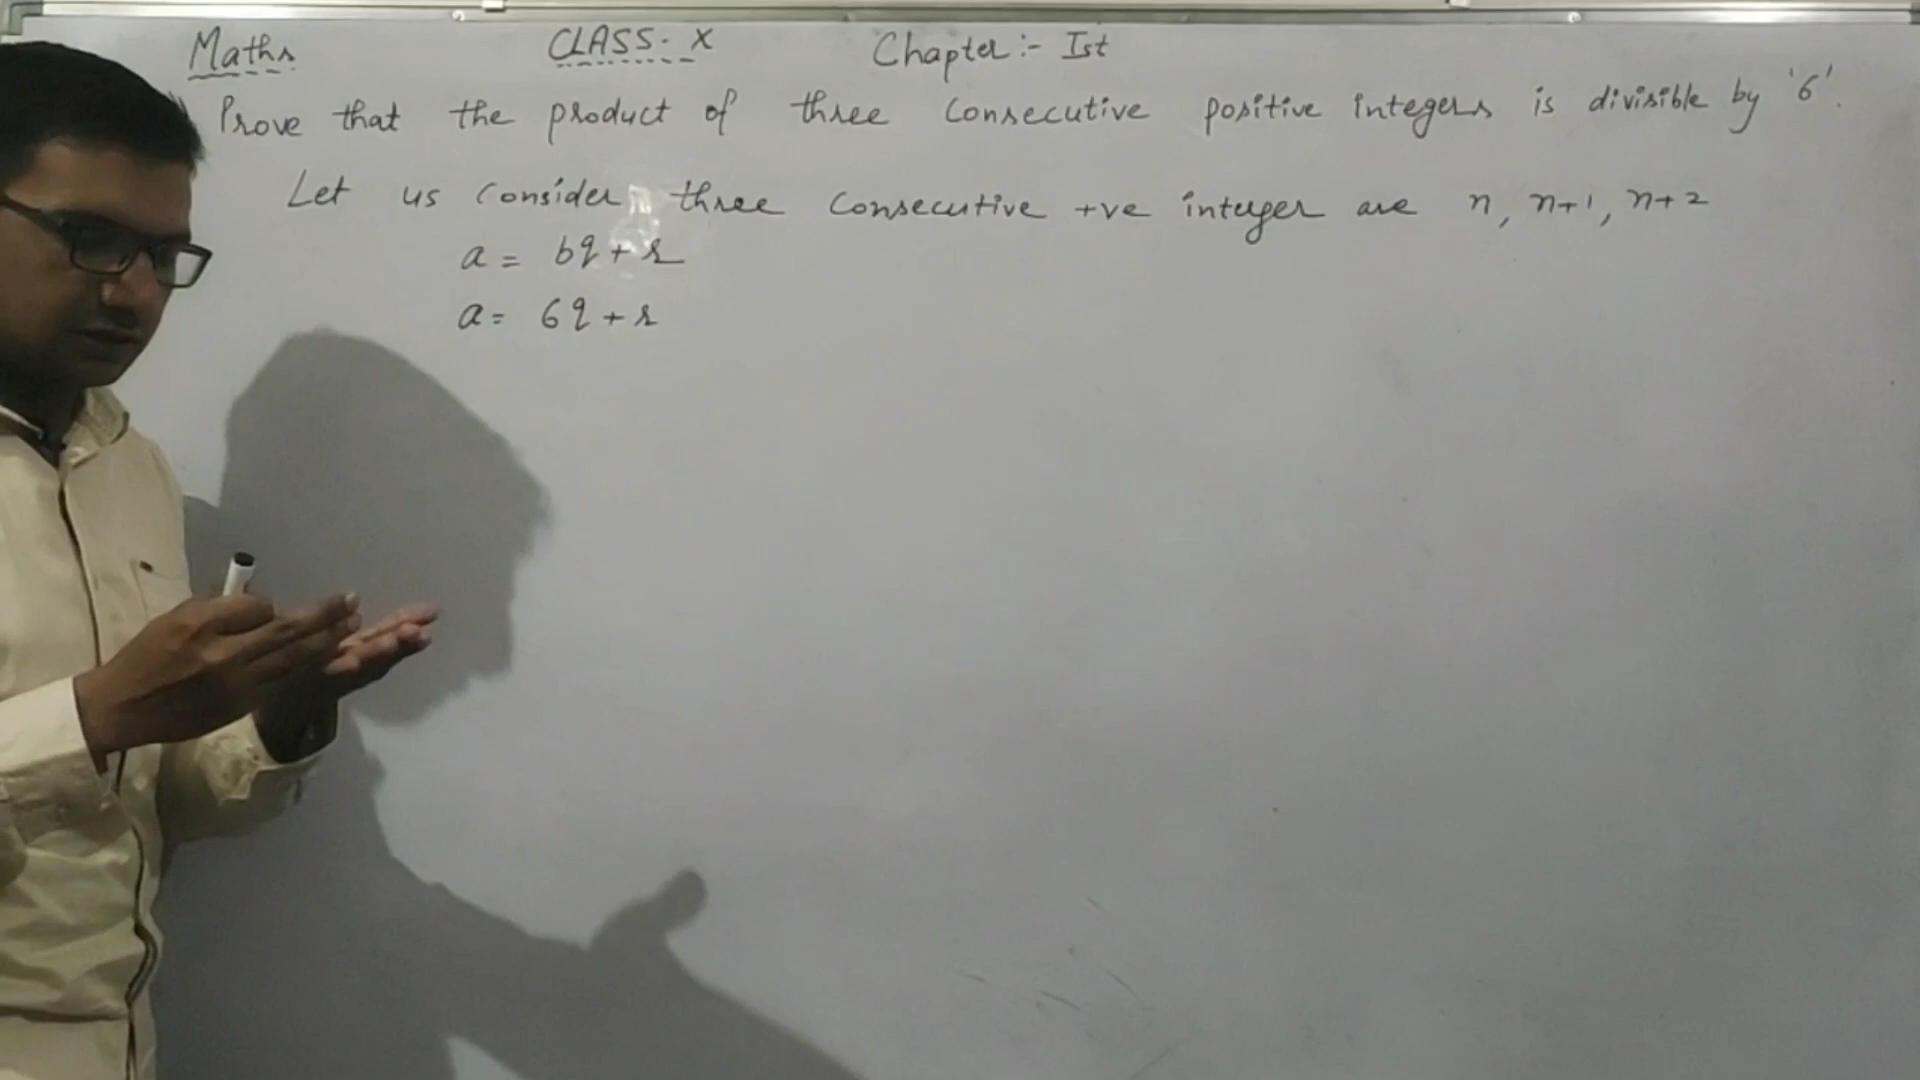 Maths CLASS-X Chapter:- Ist
Prove that the product of three consecutive positive integers is divisible by '6'.
Let us consider three consecutive +ve integer are n, n+1, n+2
a = bq+r
a = 6q+r